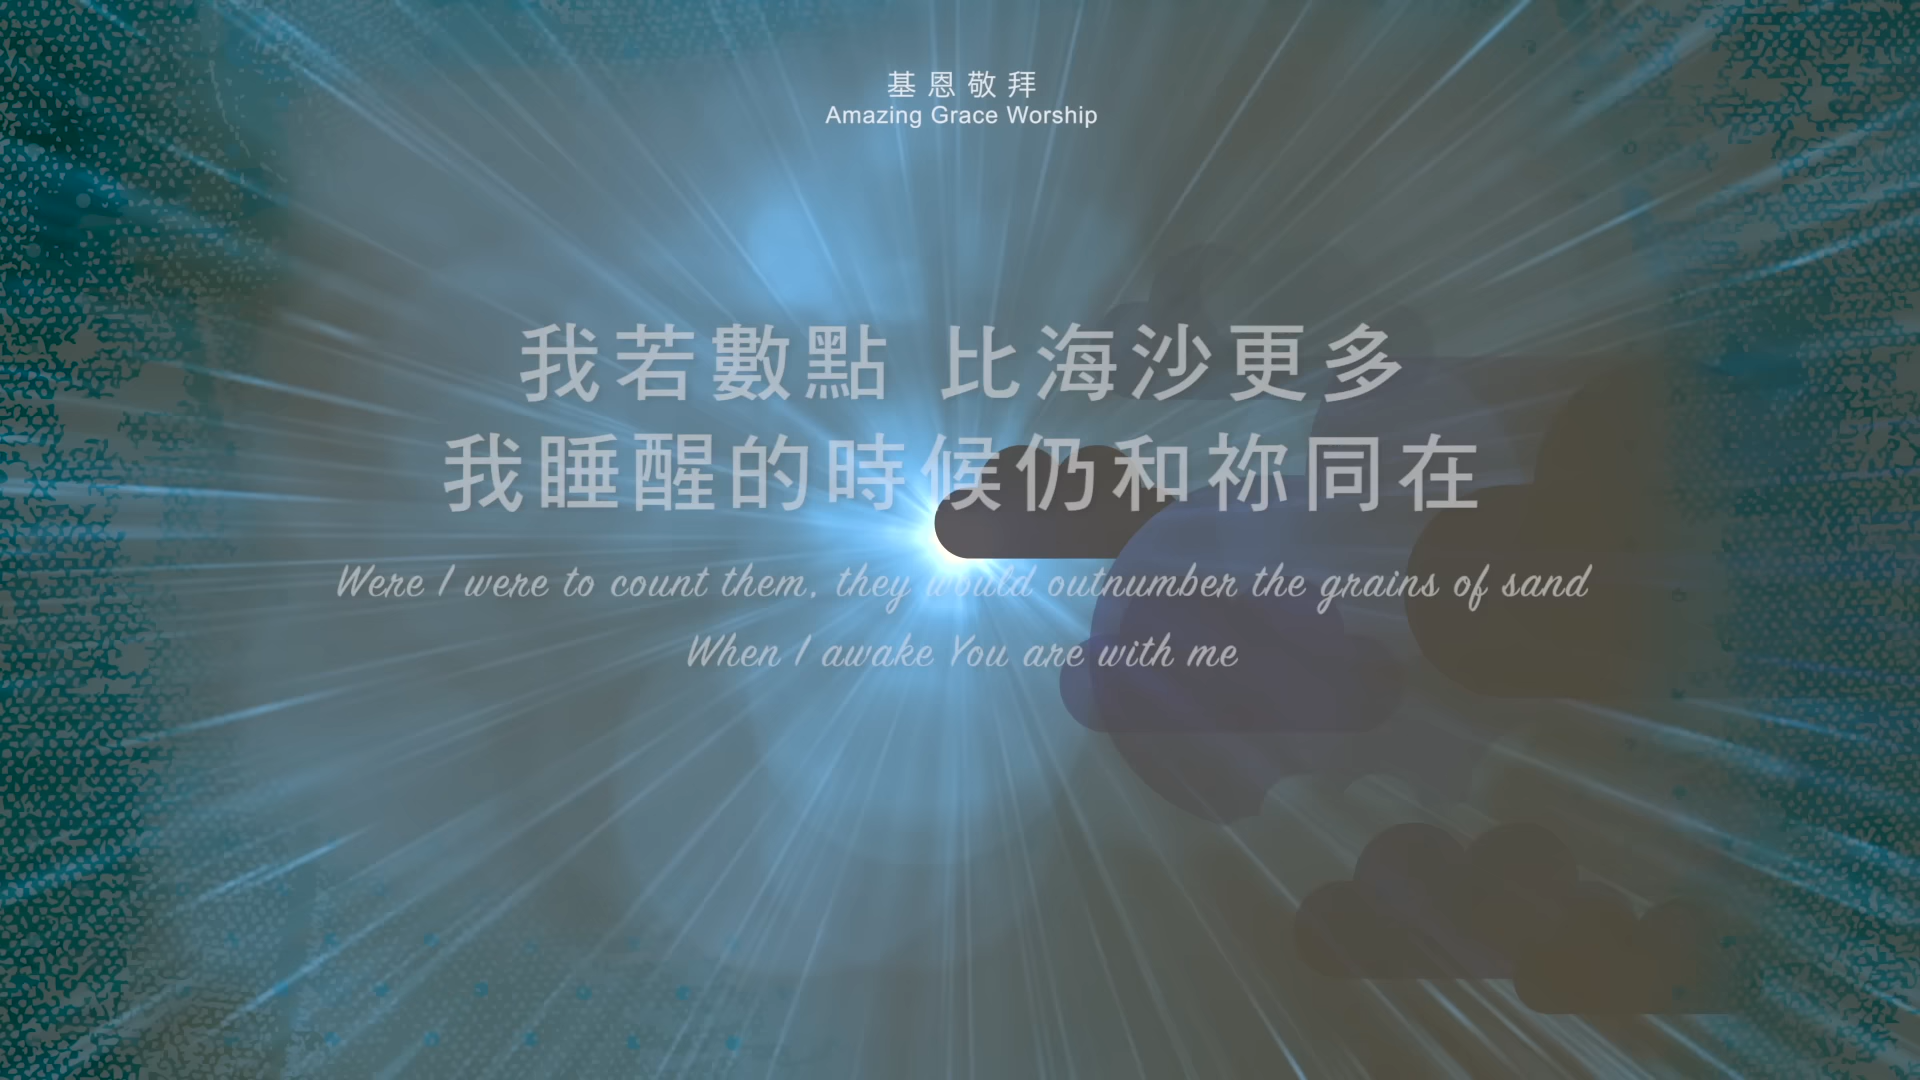 基恩敬拜
Amazing Grace Worship
我若數點 比海沙更多
我睡醒的時候仍和祢同在
Were I were to count them, they would outnumber the grains of sand
When I awake You are with me